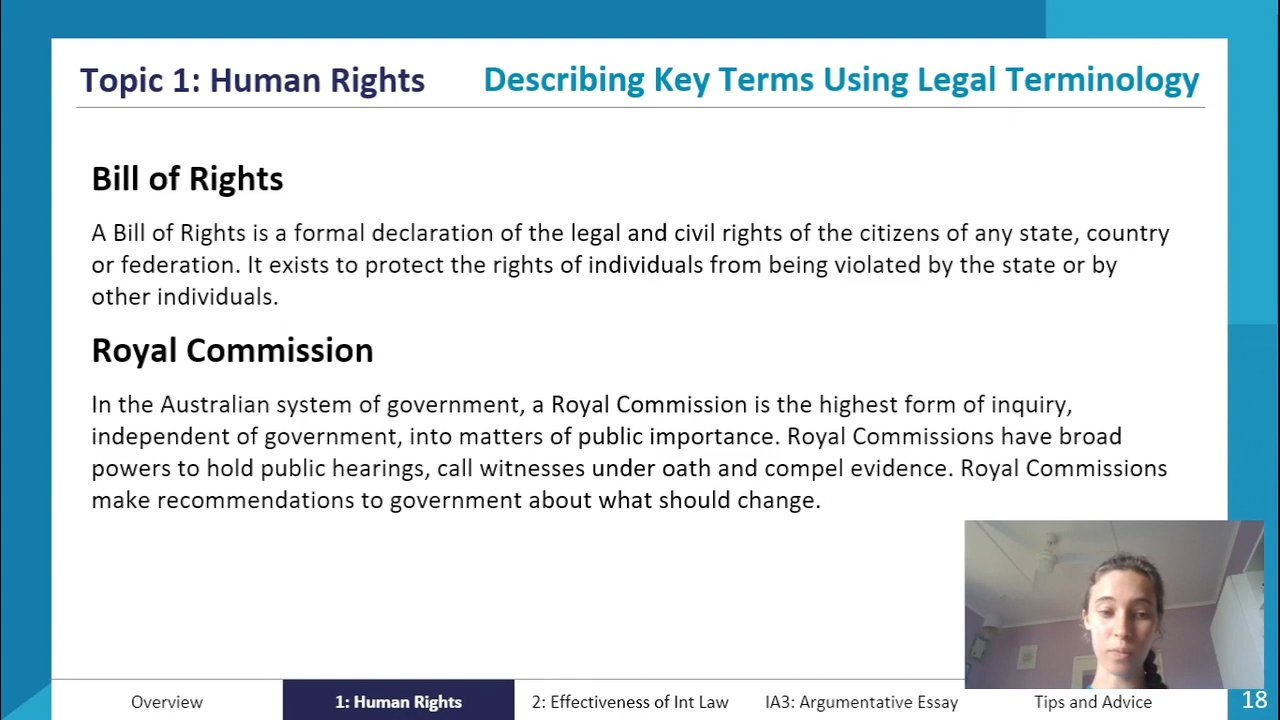 Topic 1: Human Rights
Describing Key Terms Using Legal Terminology
Bill of Rights
A Bill of Rights is a formal declaration of the legal and civil rights of the citizens of any state, country
or federation. It exists to protect the rights of individuals from being violated by the state or by
other individuals.
Royal Commission
In the Australian system of government, a Royal Commission is the highest form of inquiry,
independent of government, into matters of public importance. Royal Commissions have broad
powers to hold public hearings, call witnesses under oath and compel evidence. Royal Commissions
make recommendations to government about what should change.
Overview
1: Human Rights
2: Effectiveness of Int Law
IA3: Argumentative Essay
Tips and Advice
18